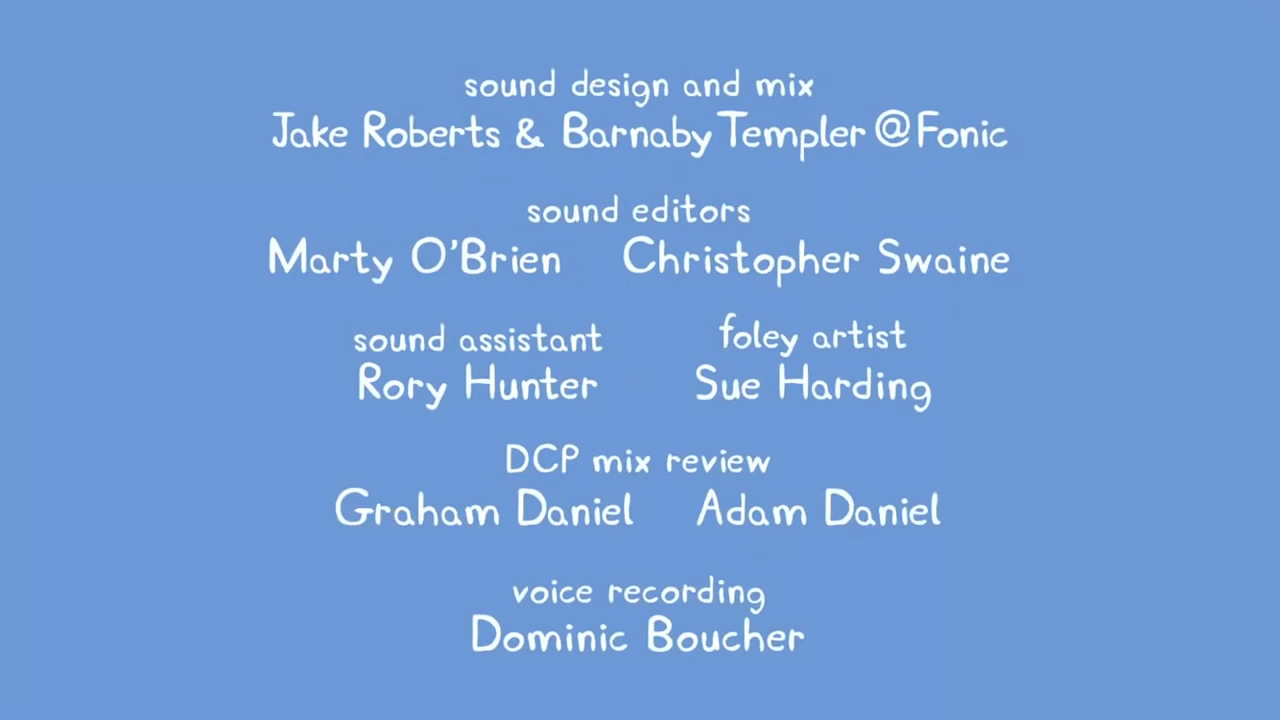 sound design and mix
Jake Roberts & Barnaby Templer @Fonic
sound editors
Marty O'Brien Christopher Swaine
sound assistant foley artist
Rory Hunter Sue Harding
DCP mix review
Graham Daniel Adam Daniel
voice recording
Dominic Boucher